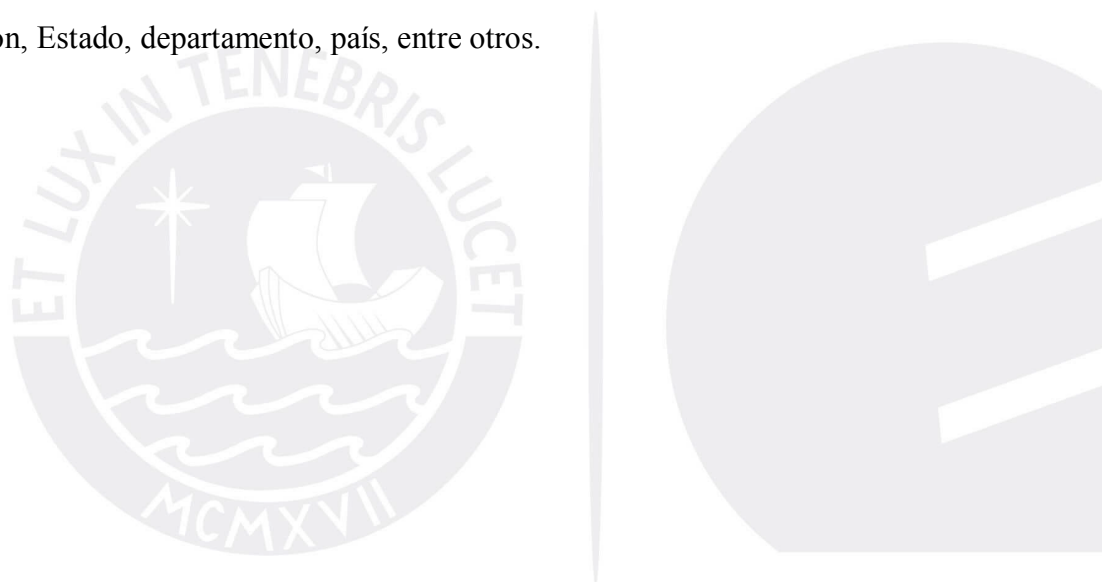 on, Estado, departamento, país, entre otros.
ET LUX IN TENEBRIS LUCET
MCMXVII